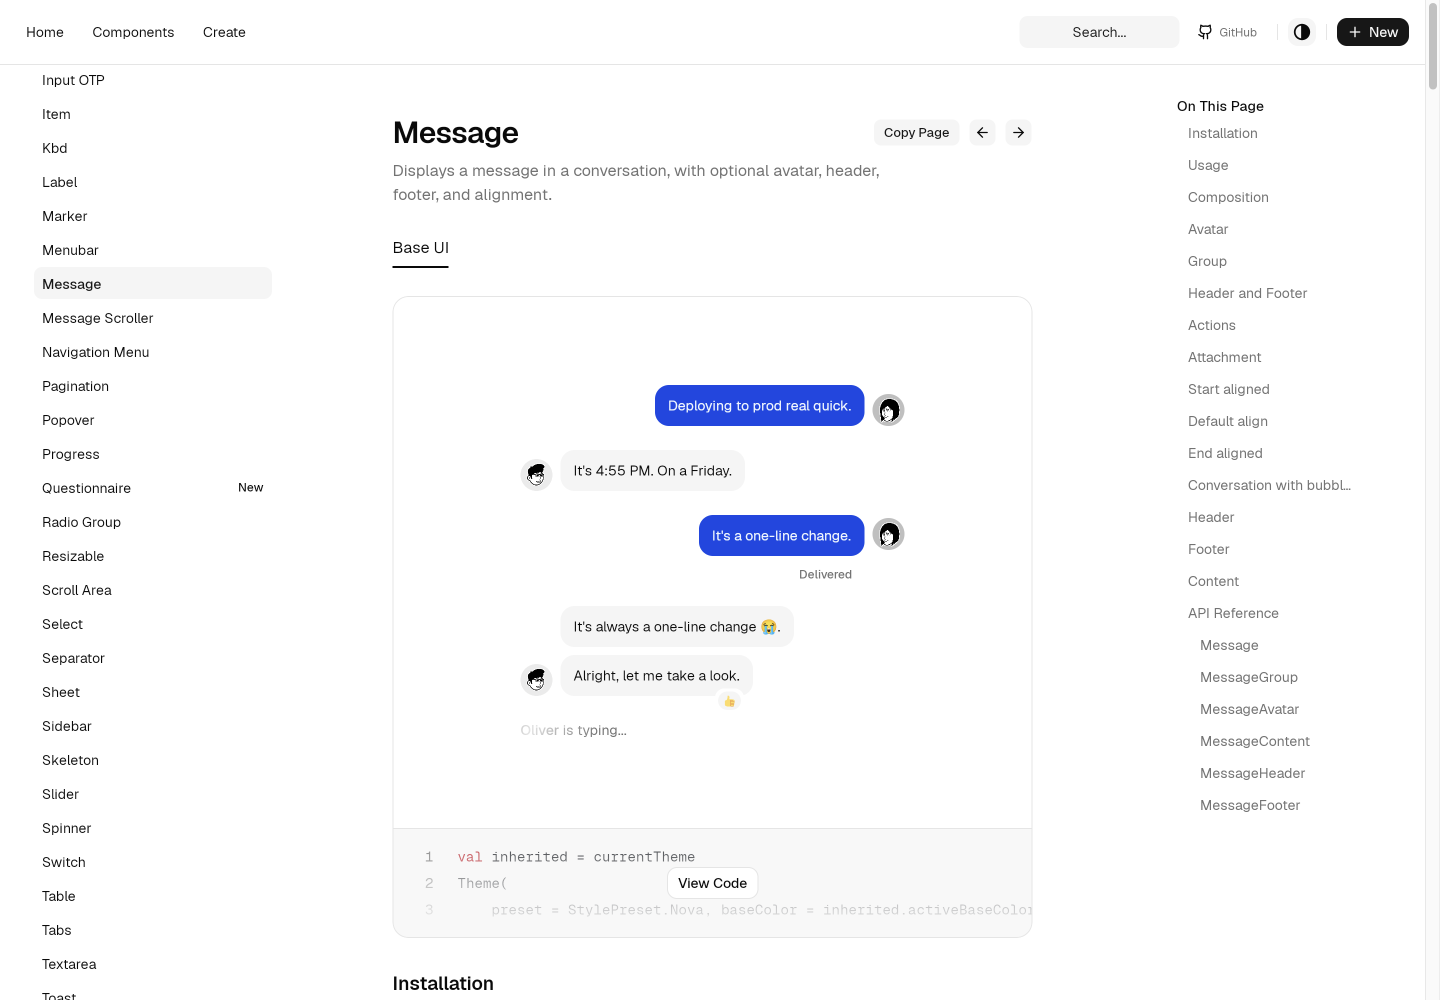 Home
Components
Create
Search...
GitHub
New
Input OTP
Item
Kbd
Label
Marker
Menubar
Message
Message Scroller
Navigation Menu
Pagination
Popover
Progress
Questionnaire
New
Radio Group
Resizable
Scroll Area
Select
Separator
Sheet
Sidebar
Skeleton
Slider
Spinner
Switch
Table
Tabs
Textarea
Toast
Message
Copy Page
Displays a message in a conversation, with optional avatar, header,
footer, and alignment.
Base UI
Deploying to prod real quick.
It's 4:55 PM. On a Friday.
It's a one-line change.
Delivered
It's always a one-line change 😭.
Alright, let me take a look.
👍
Oliver is typing...
1 val inherited = currentTheme
2 Theme(
View Code
3 preset = StylePreset.Nova, baseColor = inherited.activeBaseColor
Installation
On This Page
Installation
Usage
Composition
Avatar
Group
Header and Footer
Actions
Attachment
Start aligned
Default align
End aligned
Conversation with bubbl...
Header
Footer
Content
API Reference
Message
MessageGroup
MessageAvatar
MessageContent
MessageHeader
MessageFooter